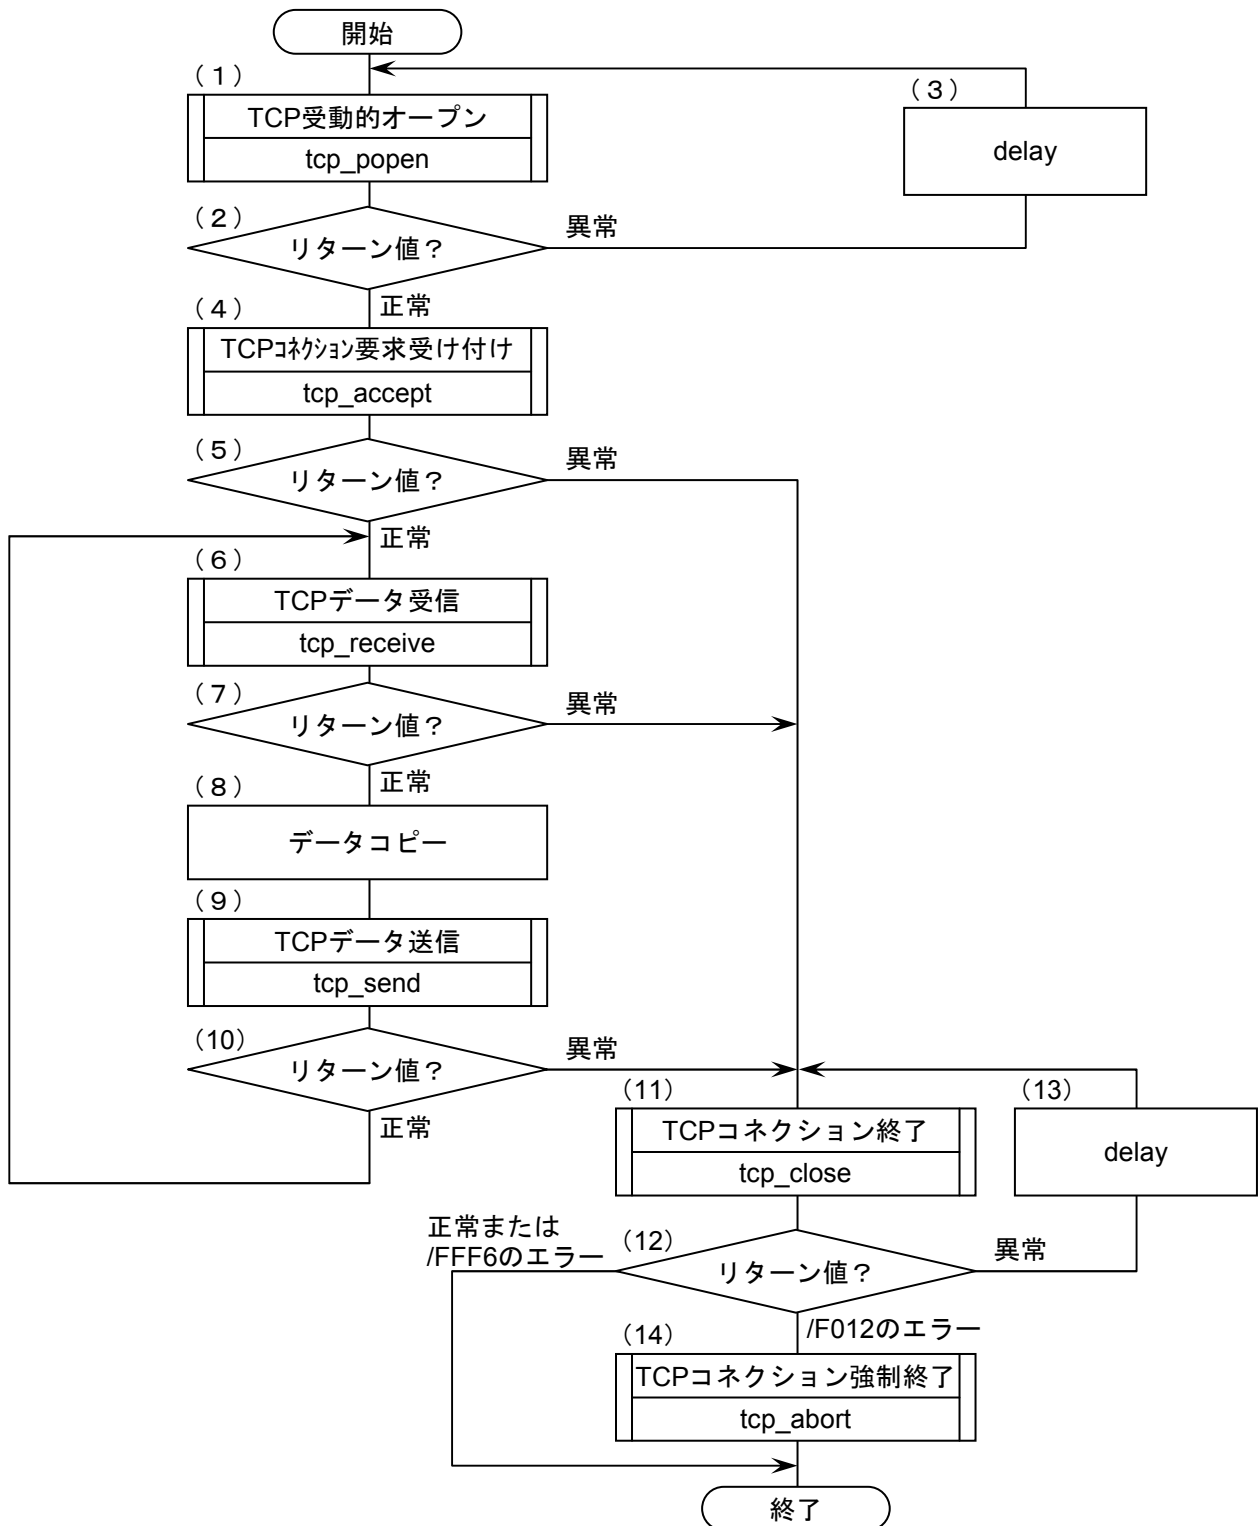 開始
（１）
TCP受動的オープン
tcp_popen
（３）
delay
（２）
リターン値？
異常
正常
（４）
TCPｺﾈｸｼｮﾝ要求受け付け
tcp_accept
（５）
リターン値？
異常
正常
（６）
TCPデータ受信
tcp_receive
（７）
リターン値？
異常
正常
（８）
データコピー
（９）
TCPデータ送信
tcp_send
（10）
リターン値？
異常
正常
（11）
TCPコネクション終了
tcp_close
（13）
delay
正常または
/FFF6のエラー
（12）
リターン値？
異常
/F012のエラー
（14）
TCPコネクション強制終了
tcp_abort
終了